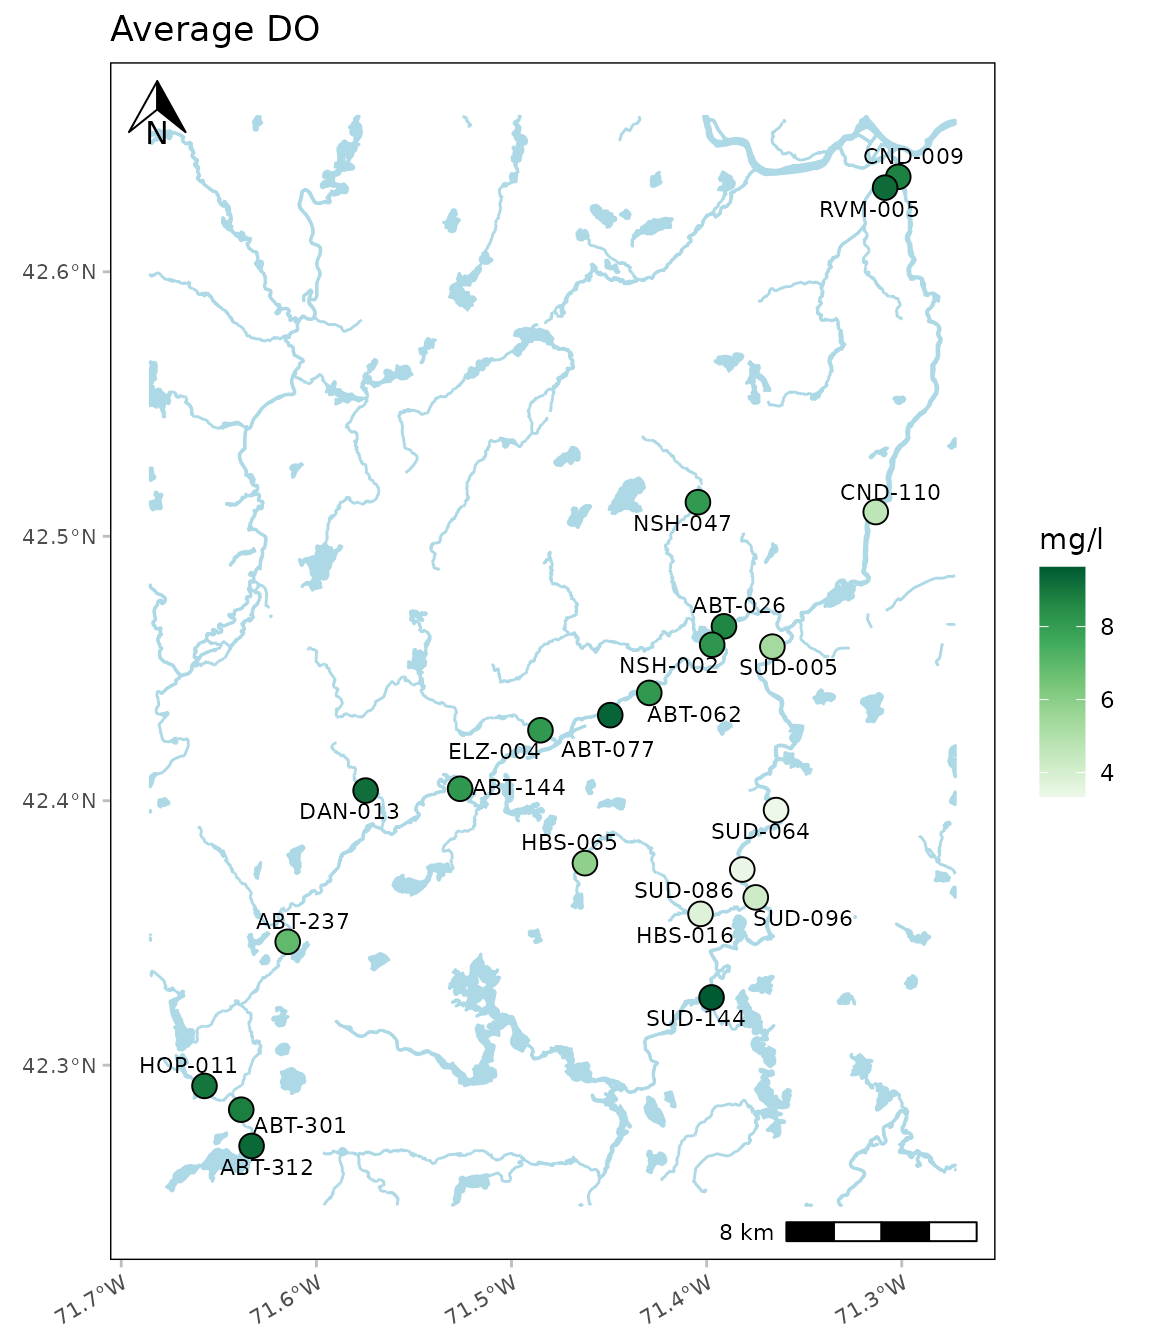 Average DO
N
CND-009
RVM-005
42.6°N
CND-110
NSH-047
42.5°N
mg/l
ABT-026
8
NSH-002
SUD-005
6
ABT-062
ELZ-004
ABT-077
4
ABT-144
42.4°N
DAN-013
SUD-064
HBS-065
SUD-086
SUD-096
ABT-237
HBS-016
SUD-144
HOP-011
42.3°N
ABT-301
ABT-312
8 km
71.7°W
71.6°W
71.5°W
71.4°W
71.3°W